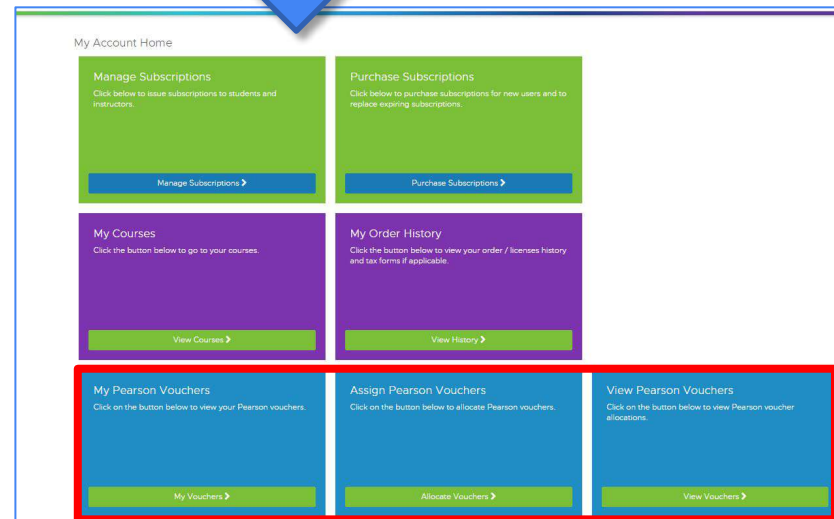 My Account Home
Manage Subscriptions
Click below to issue subscriptions to students and
instructors.
Manage Subscriptions
Purchase Subscriptions
Click below to purchase subscriptions for new users and to
replace expiring subscriptions.
Purchase Subscriptions
My Courses
Click the button below to go to your courses.
View Courses
My Order History
Click the button below to view your order / licenses history
and tax forms if applicable.
View History
My Pearson Vouchers
Click on the button below to view your Pearson vouchers.
My Vouchers
Assign Pearson Vouchers
Click on the button below to allocate Pearson vouchers.
Allocate Vouchers
View Pearson Vouchers
Click on the button below to view Pearson voucher
allocations.
View Vouchers